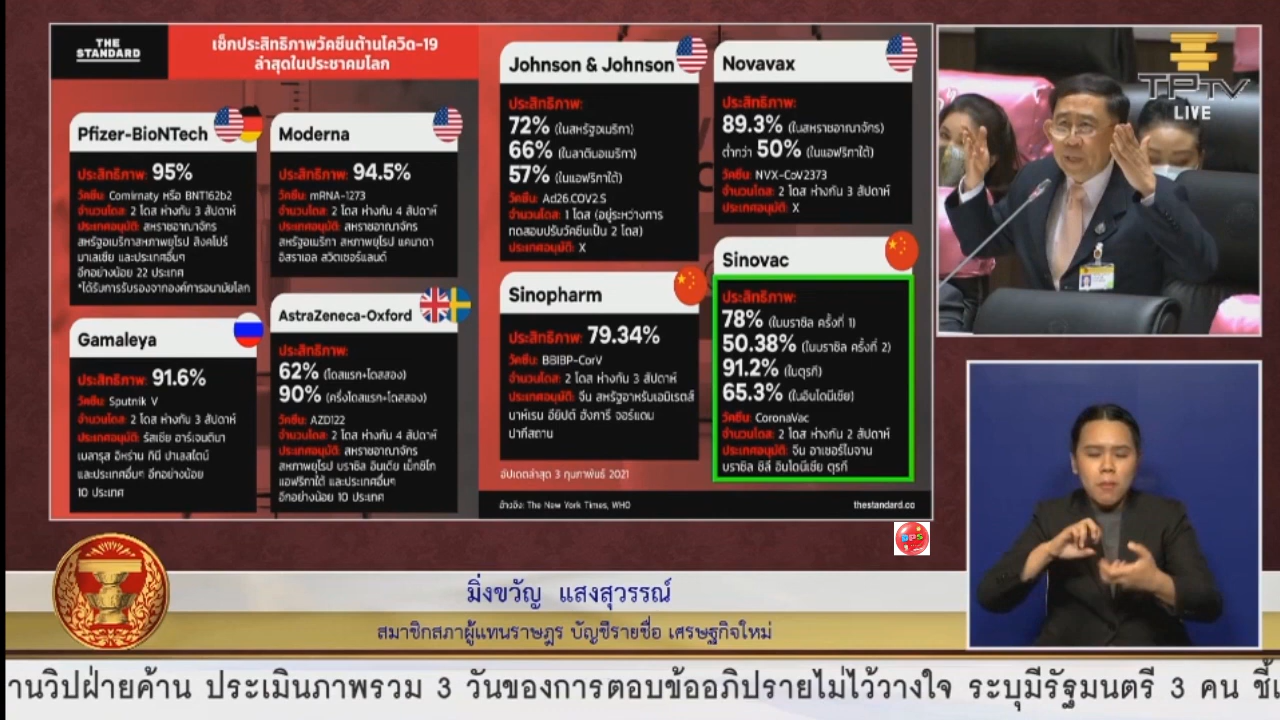 THE
STANDARD
เช็กประสิทธิภาพวัคซีนต้านโควิด-19
ล่าสุดในประชาคมโลก
Pfizer-BioNTech
ประสิทธิภาพ: 95%
วัคซีน: Comirnaty หรือ BNT162b2
จำนวนโดส: 2 โดส ห่างกัน 3 สัปดาห์
ประเทศอนุมัติ: สหราชอาณาจักร
สหรัฐอเมริกาสหภาพยุโรป สิงคโปร์
มาเลเซีย และประเทศอื่นๆ
อีกอย่างน้อย 22 ประเทศ
*ได้รับการรับรองจากองค์การอนามัยโลก
Moderna
ประสิทธิภาพ: 94.5%
วัคซีน: mRNA-1273
จำนวนโดส: 2 โดส ห่างกัน 4 สัปดาห์
ประเทศอนุมัติ: สหราชอาณาจักร
สหรัฐอเมริกา สหภาพยุโรป แคนาดา
อิสราเอล สวิตเซอร์แลนด์
Gamaleya
ประสิทธิภาพ: 91.6%
วัคซีน: Sputnik V
จำนวนโดส: 2 โดส ห่างกัน 3 สัปดาห์
ประเทศอนุมัติ: รัสเซีย อาร์เจนตินา
เบลารุส อิหร่าน กินี ปาเลสไตน์
และประเทศอื่นๆ อีกอย่างน้อย
10 ประเทศ
AstraZeneca-Oxford
ประสิทธิภาพ:
62% (โดสแรก+โดสสอง)
90% (ครึ่งโดสแรก+โดสสอง)
วัคซีน: AZD122
จำนวนโดส: 2 โดส ห่างกัน 4 สัปดาห์
ประเทศอนุมัติ: สหราชอาณาจักร
สหภาพยุโรป บราซิล อินเดีย เม็กซิโก
แอฟริกาใต้ และประเทศอื่นๆ
อีกอย่างน้อย 10 ประเทศ
Johnson & Johnson
ประสิทธิภาพ:
72% (ในสหรัฐอเมริกา)
66% (ในลาตินอเมริกา)
57% (ในแอฟริกาใต้)
วัคซีน: Ad26.COV2.S
จำนวนโดส: 1 โดส (อยู่ระหว่างการ
ทดสอบปรับวัคซีนเป็น 2 โดส)
ประเทศอนุมัติ: X
Novavax
ประสิทธิภาพ:
89.3% (ในสหราชอาณาจักร)
ต่ำกว่า 50% (ในแอฟริกาใต้)
วัคซีน: NVX-CoV2373
จำนวนโดส: 2 โดส ห่างกัน 3 สัปดาห์
ประเทศอนุมัติ: X
Sinopharm
ประสิทธิภาพ: 79.34%
วัคซีน: BBIBP-CorV
จำนวนโดส: 2 โดส ห่างกัน 3 สัปดาห์
ประเทศอนุมัติ: จีน สหรัฐอาหรับเอมิเรตส์
บาห์เรน อียิปต์ ฮังการี จอร์แดน
ปากีสถาน
Sinovac
ประสิทธิภาพ:
78% (ในบราซิล ครั้งที่ 1)
50.38% (ในบราซิล ครั้งที่ 2)
91.2% (ในตุรกี)
65.3% (ในอินโดนีเซีย)
วัคซีน: CoronaVac
จำนวนโดส: 2 โดส ห่างกัน 2 สัปดาห์
ประเทศอนุมัติ: จีน อาเซอร์ไบจาน
บราซิล ชิลี อินโดนีเซีย ตุรกี
อัปเดตล่าสุด 3 กุมภาพันธ์ 2021
อ้างอิง: The New York Times, WHO
thestandard.co
TPTV
LIVE
DPS
มิ่งขวัญ แสงสุวรรณ์
สมาชิกสภาผู้แทนราษฎร บัญชีรายชื่อ เศรษฐกิจใหม่
านวิปฝ่ายค้าน ประเมินภาพรวม 3 วันของการตอบข้ออภิปรายไม่ไว้วางใจ ระบุมีรัฐมนตรี 3 คน ชี้แ